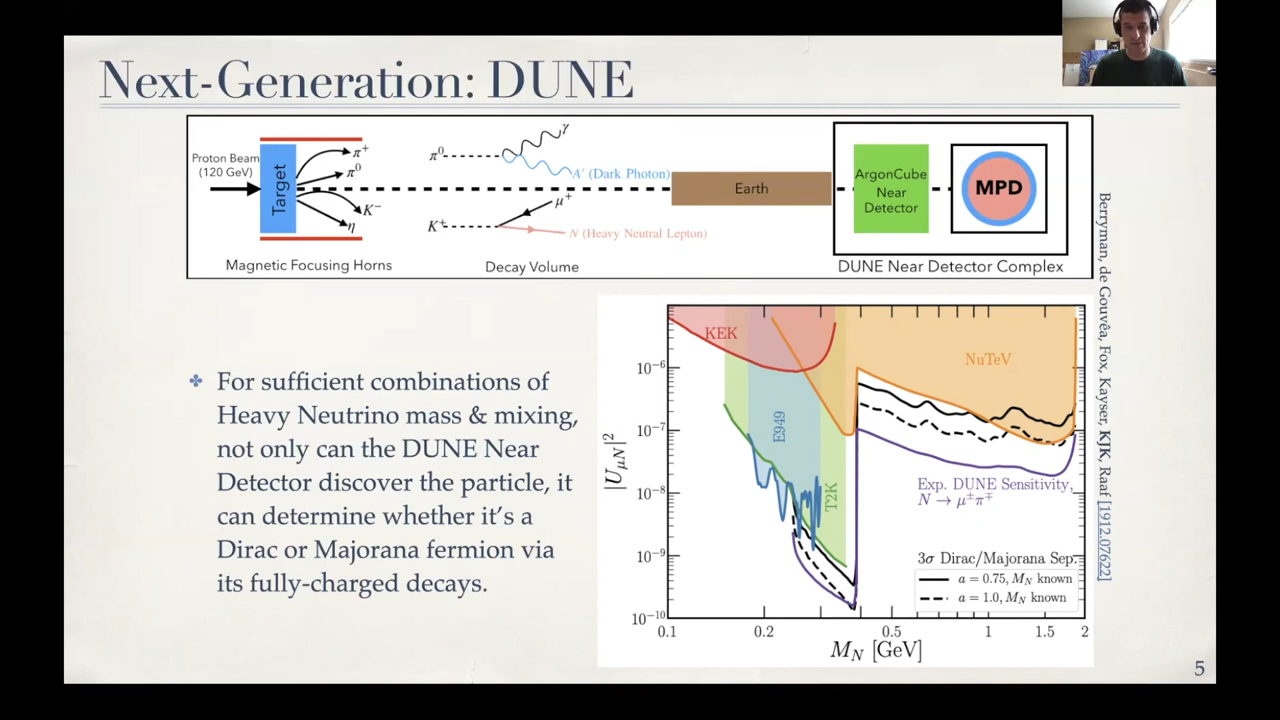 Next-Generation: DUNE
Proton Beam
(120 GeV)
Target
π⁺
π⁰
K⁻
η
Magnetic Focusing Horns
π⁰
γ
A′ (Dark Photon)
K⁺
μ⁺
N (Heavy Neutral Lepton)
Decay Volume
Earth
ArgonCube
Near
Detector
MPD
DUNE Near Detector Complex
Berryman, de Gouvêa, Fox, Kayser, KJK, Raaf [1912.07622]
For sufficient combinations of
Heavy Neutrino mass & mixing,
not only can the DUNE Near
Detector discover the particle, it
can determine whether it's a
Dirac or Majorana fermion via
its fully-charged decays.
|U_μN|²
10⁻⁶
10⁻⁷
10⁻⁸
10⁻⁹
10⁻¹⁰
KEK
E949
T2K
NuTeV
Exp. DUNE Sensitivity,
N → μ^±π^∓
3σ Dirac/Majorana Sep.
a = 0.75, M_N known
a = 1.0, M_N known
0.1 0.2 0.5 1 1.5 2
M_N [GeV]
5